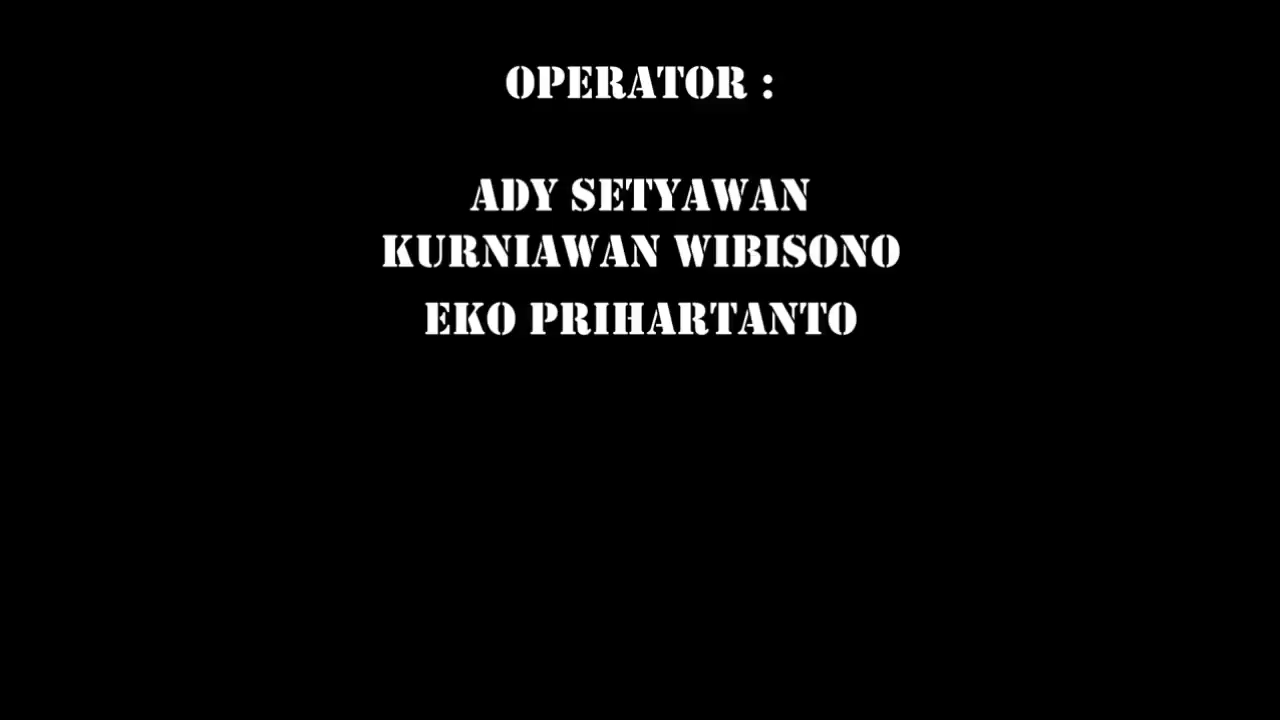 OPERATOR :
ADY SETYAWAN
KURNIAWAN WIBISONO
EKO PRIHARTANTO